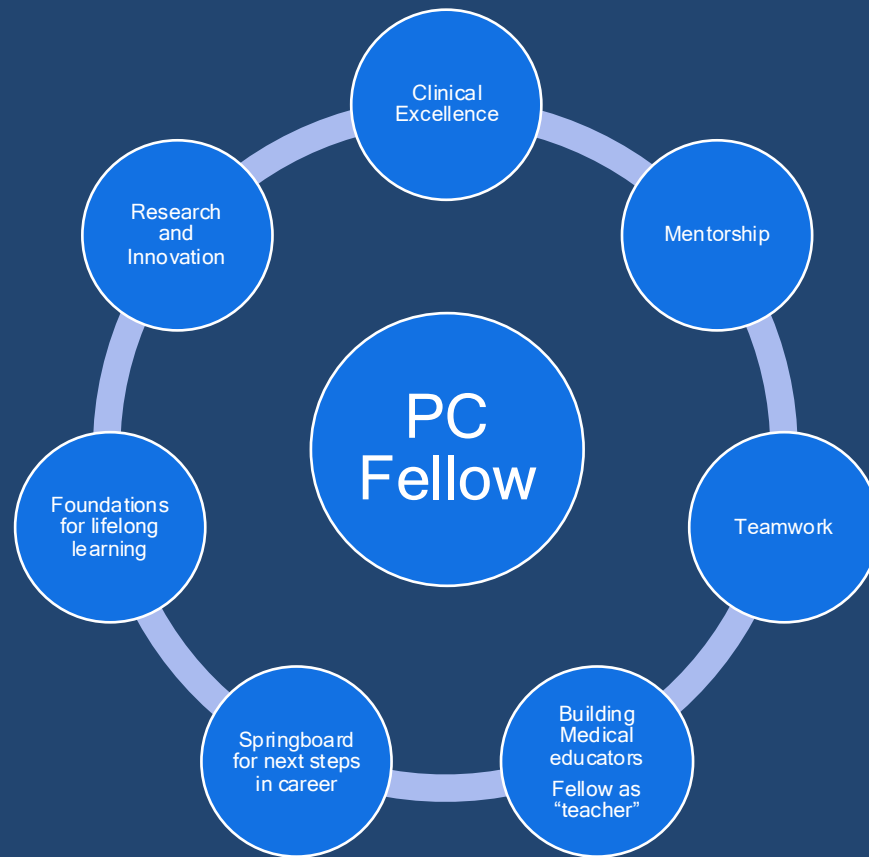 Clinical
Excellence
Mentorship
Teamwork
Building
Medical
educators
Fellow as
“teacher”
Springboard
for next steps
in career
Foundations
for lifelong
learning
Research
and
Innovation
PC
Fellow